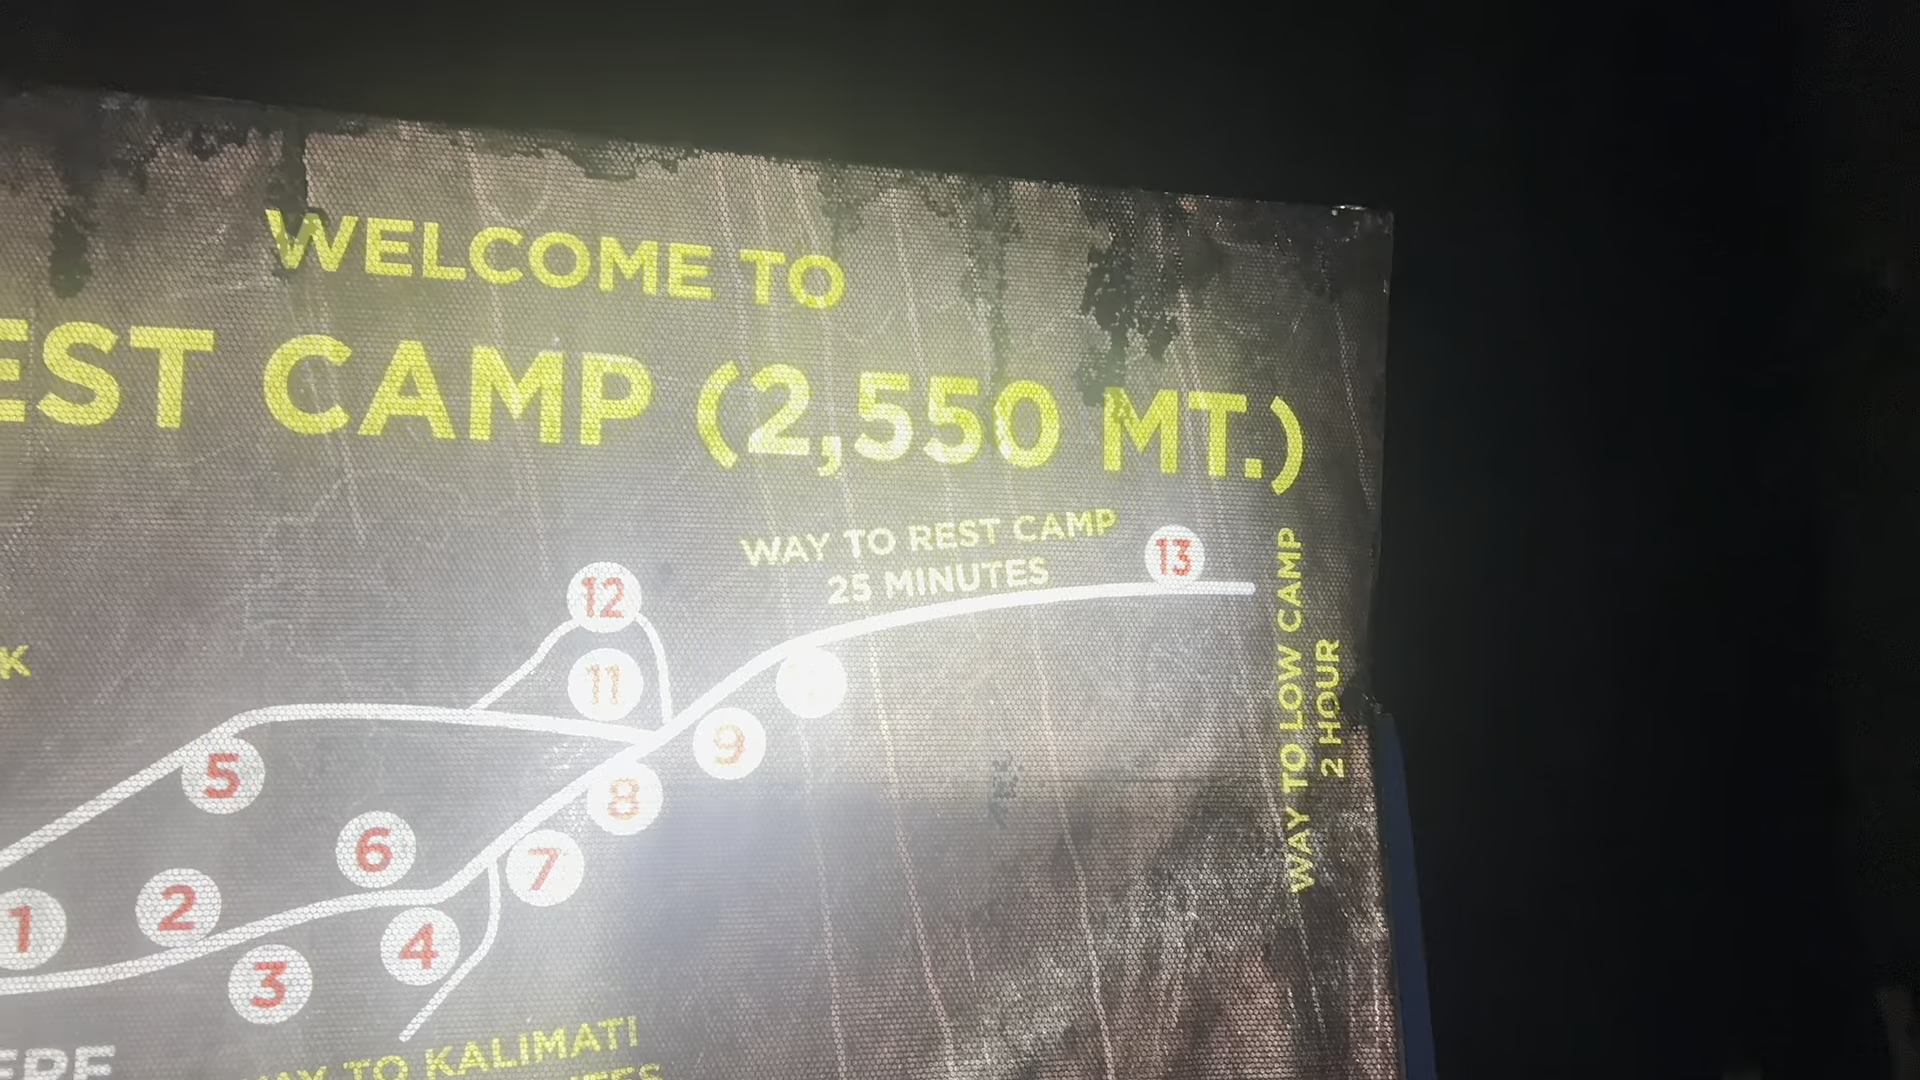 WELCOME TO
EST CAMP (2,550 MT.)
WAY TO REST CAMP
25 MINUTES
13
12
11
9
5
8
6
7
2
1
4
3
WAY TO LOW CAMP
2 HOUR
K
WAY TO KALIMATI